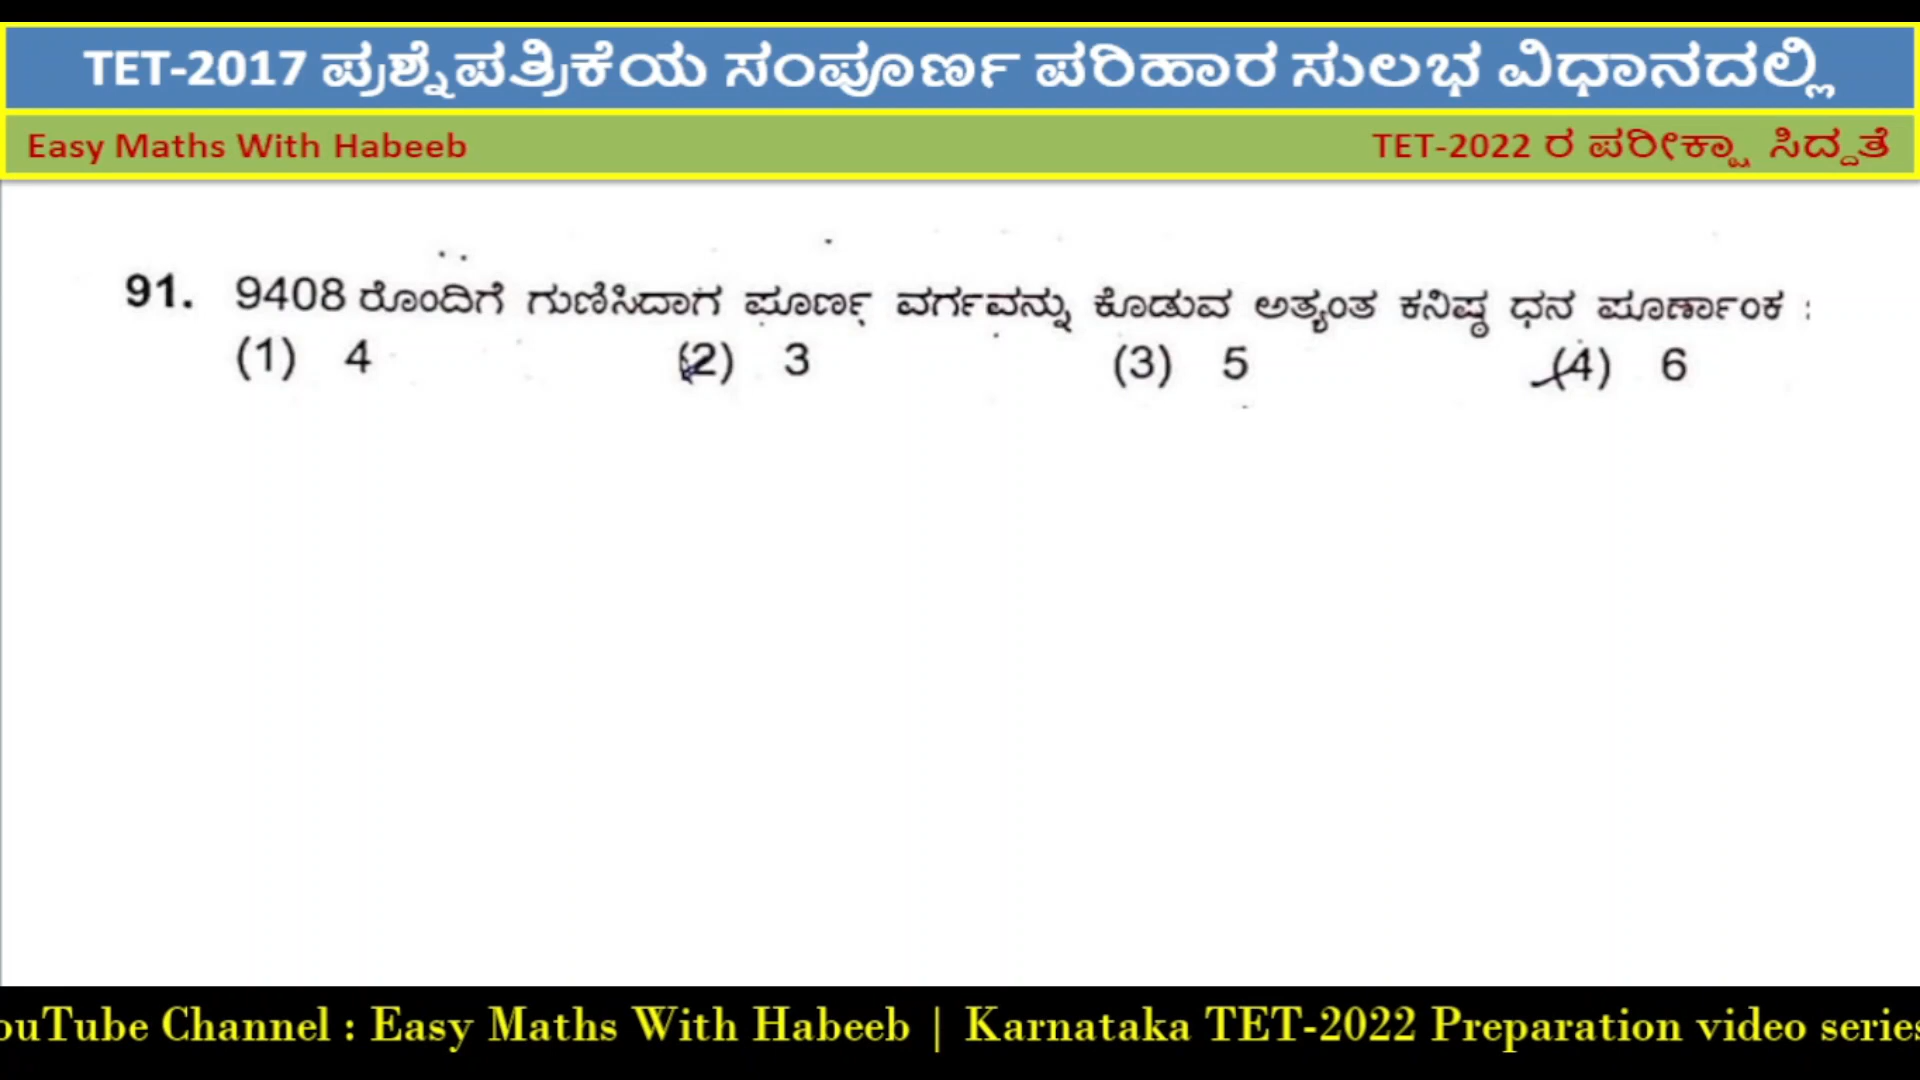 TET-2017 ಪ್ರಶ್ನೆಪತ್ರಿಕೆಯ ಸಂಪೂರ್ಣ ಪರಿಹಾರ ಸುಲಭ ವಿಧಾನದಲ್ಲಿ
Easy Maths With Habeeb TET-2022 ರ ಪರೀಕ್ಷಾ ಸಿದ್ದತೆ
91. 9408 ರೊಂದಿಗೆ ಗುಣಿಸಿದಾಗ ಪೂರ್ಣ ವರ್ಗವನ್ನು ಕೊಡುವ ಅತ್ಯಂತ ಕನಿಷ್ಠ ಧನ ಪೂರ್ಣಾಂಕ :
(1) 4 (2) 3 (3) 5 (4) 6
ouTube Channel : Easy Maths With Habeeb | Karnataka TET-2022 Preparation video series